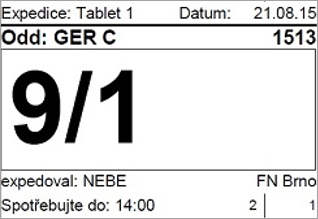 Expedice: Tablet 1 Datum: 21.08.15
Odd: GER C 1513
9/1
expedoval: NEBE FN Brno
Spotřebujte do: 14:00 2 1